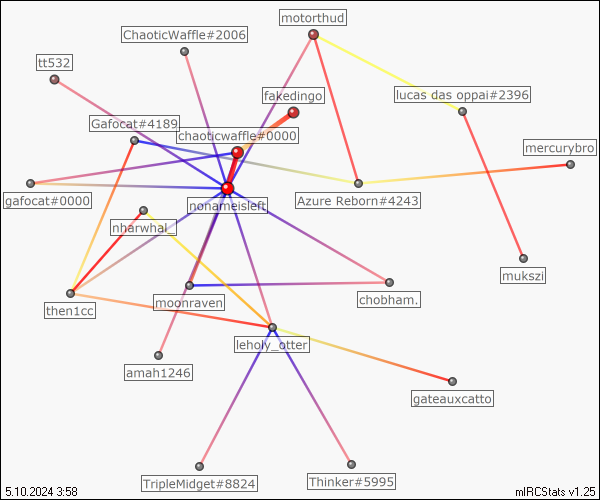 motorthud
ChaoticWaffle#2006
tt532
fakedingo
lucas das oppai#2396
Gafocat#4189
chaoticwaffle#0000
mercurybro
gafocat#0000
nonameisleft
Azure Reborn#4243
nharwhal_
mukszi
then1cc
moonraven
chobham.
leholy_otter
amah1246
gateauxcatto
TripleMidget#8824
Thinker#5995
5.10.2024 3:58
mIRCStats v1.25